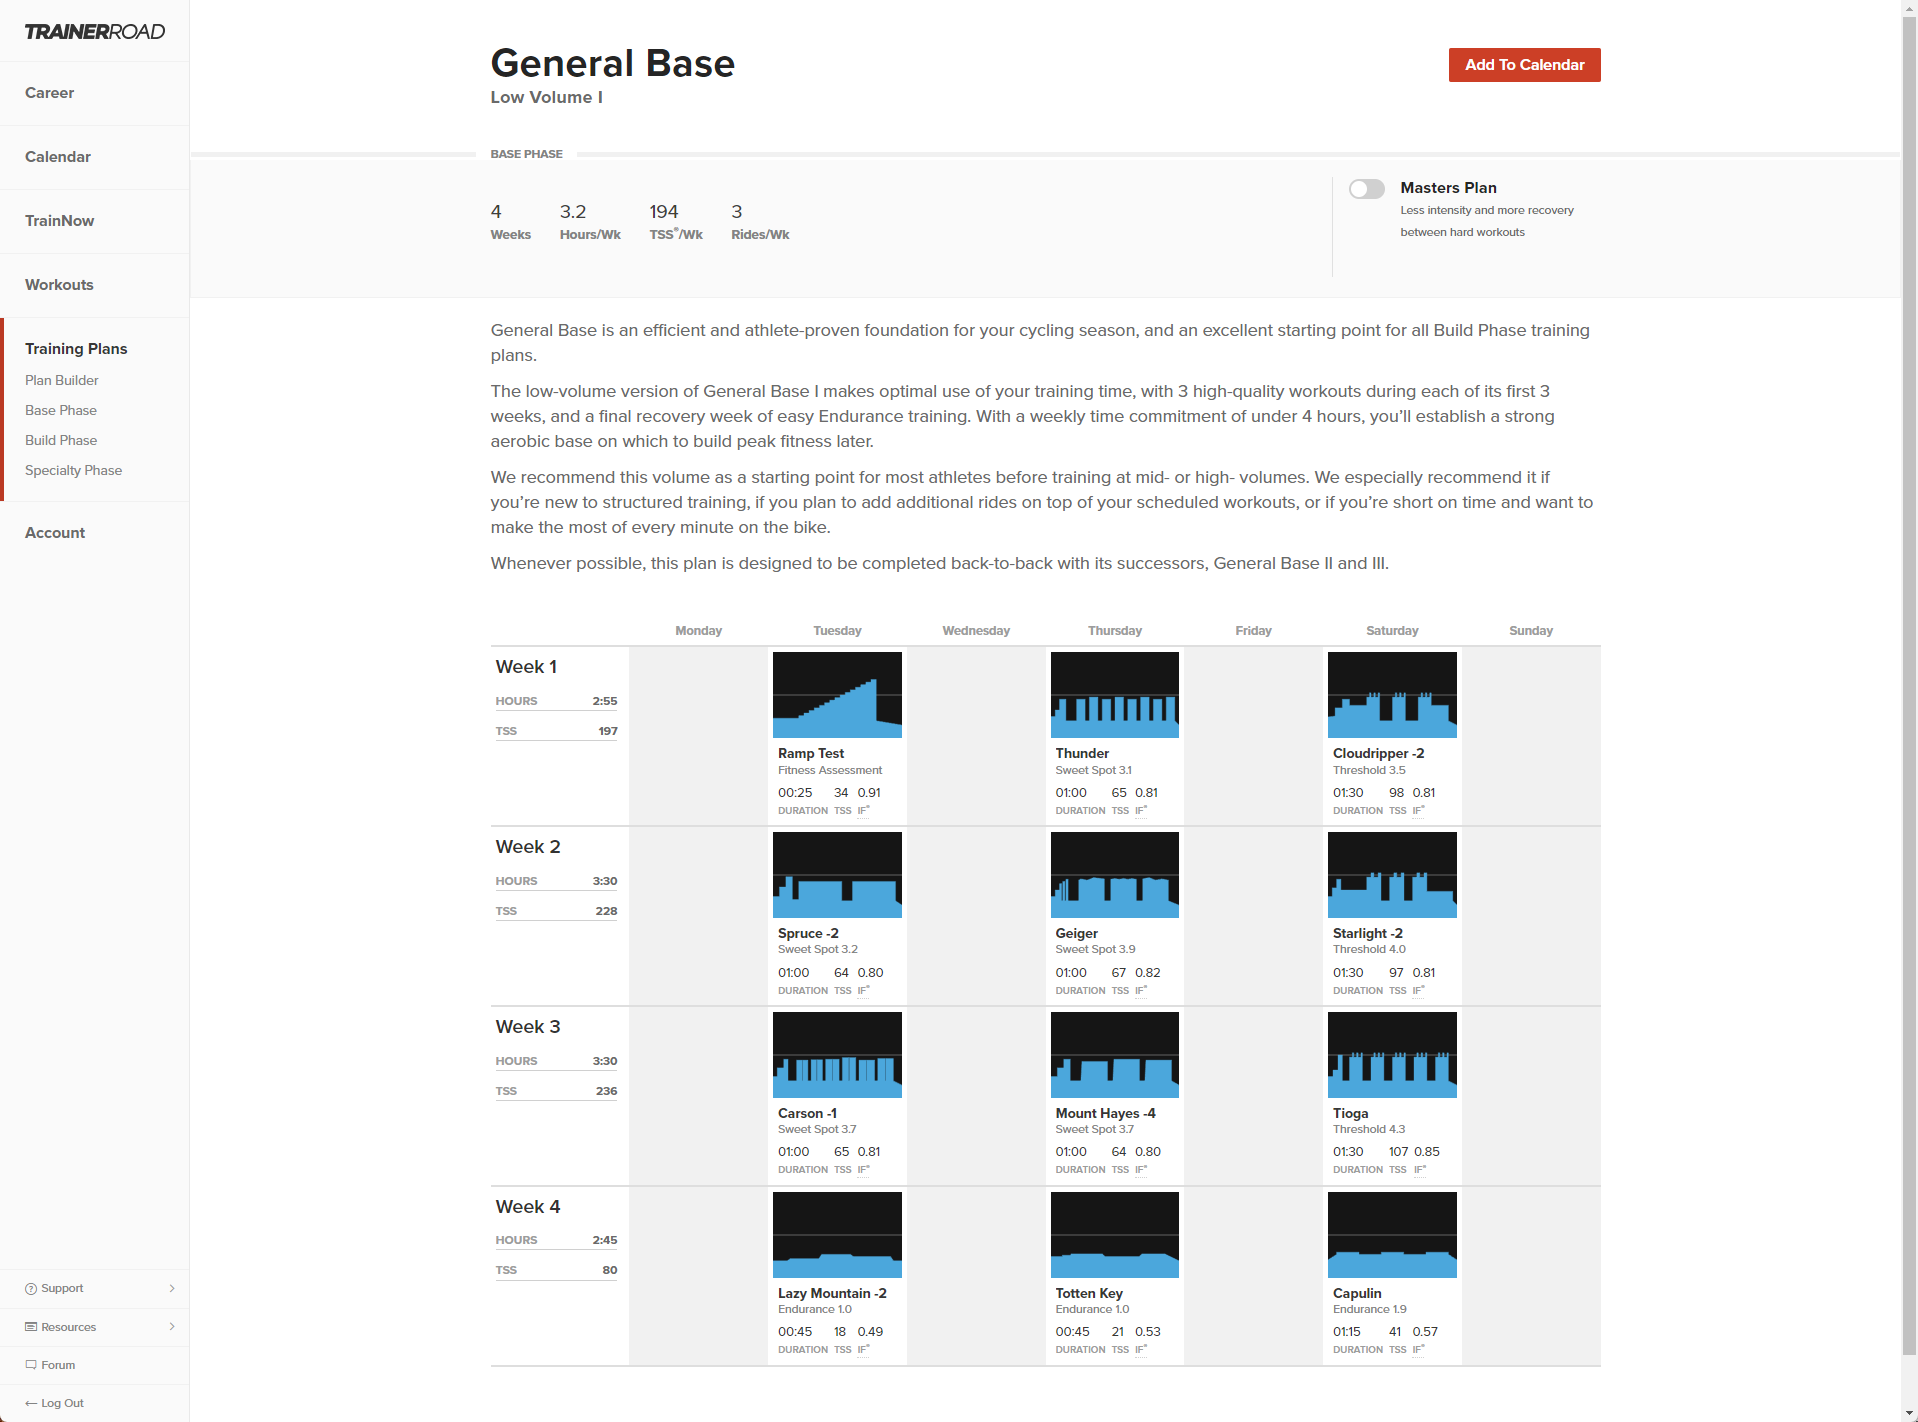 TRAINERROAD
Career
Calendar
TrainNow
Workouts
Training Plans
Plan Builder
Base Phase
Build Phase
Specialty Phase
Account
Support
Resources
Forum
Log Out
General Base
Low Volume I
Add To Calendar
BASE PHASE
4 3.2 194 3
Weeks Hours/Wk TSS®/Wk Rides/Wk
Masters Plan
Less intensity and more recovery
between hard workouts
General Base is an efficient and athlete-proven foundation for your cycling season, and an excellent starting point for all Build Phase training
plans.
The low-volume version of General Base I makes optimal use of your training time, with 3 high-quality workouts during each of its first 3
weeks, and a final recovery week of easy Endurance training. With a weekly time commitment of under 4 hours, you’ll establish a strong
aerobic base on which to build peak fitness later.
We recommend this volume as a starting point for most athletes before training at mid- or high- volumes. We especially recommend it if
you’re new to structured training, if you plan to add additional rides on top of your scheduled workouts, or if you’re short on time and want to
make the most of every minute on the bike.
Whenever possible, this plan is designed to be completed back-to-back with its successors, General Base II and III.
Monday Tuesday Wednesday Thursday Friday Saturday Sunday
Week 1
HOURS 2:55
TSS 197
Ramp Test
Fitness Assessment
00:25 34 0.91
DURATION TSS IF®
Thunder
Sweet Spot 3.1
01:00 65 0.81
DURATION TSS IF®
Cloudripper -2
Threshold 3.5
01:30 98 0.81
DURATION TSS IF®
Week 2
HOURS 3:30
TSS 228
Spruce -2
Sweet Spot 3.2
01:00 64 0.80
DURATION TSS IF®
Geiger
Sweet Spot 3.9
01:00 67 0.82
DURATION TSS IF®
Starlight -2
Threshold 4.0
01:30 97 0.81
DURATION TSS IF®
Week 3
HOURS 3:30
TSS 236
Carson -1
Sweet Spot 3.7
01:00 65 0.81
DURATION TSS IF®
Mount Hayes -4
Sweet Spot 3.7
01:00 64 0.80
DURATION TSS IF®
Tioga
Threshold 4.3
01:30 107 0.85
DURATION TSS IF®
Week 4
HOURS 2:45
TSS 80
Lazy Mountain -2
Endurance 1.0
00:45 18 0.49
DURATION TSS IF®
Totten Key
Endurance 1.0
00:45 21 0.53
DURATION TSS IF®
Capulin
Endurance 1.9
01:15 41 0.57
DURATION TSS IF®